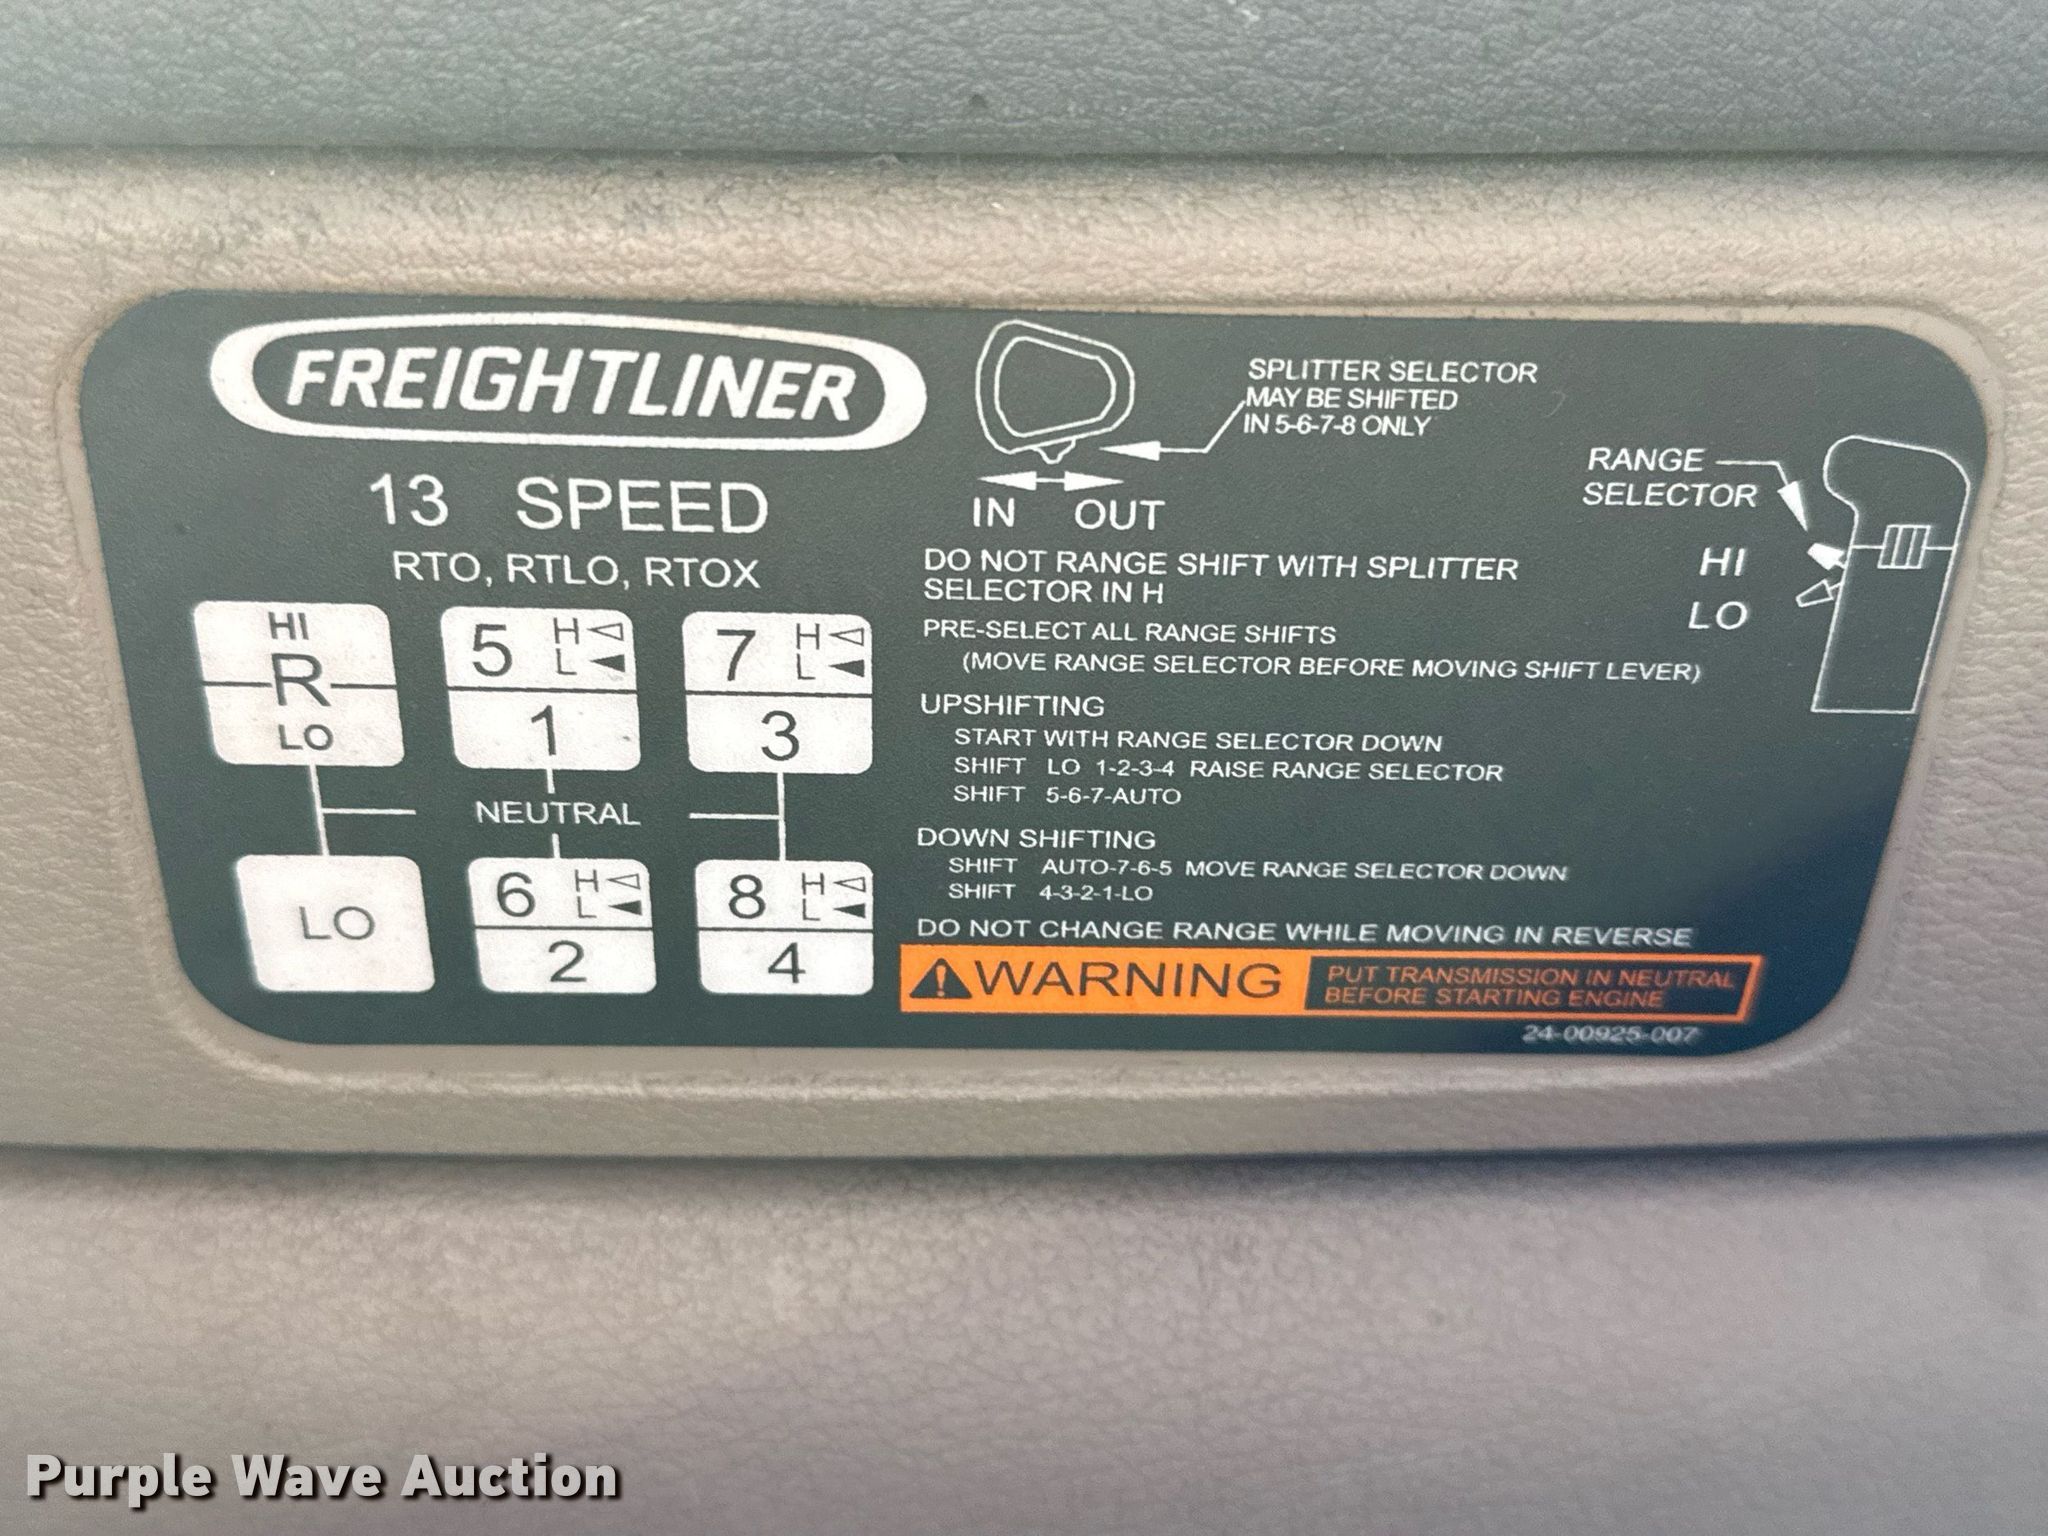 FREIGHTLINER
13 SPEED
RTO, RTLO, RTOX
HI
R
LO
5 H
L
1
7 H
L
3
NEUTRAL
LO
6 H
L
2
8 H
L
4
SPLITTER SELECTOR
MAY BE SHIFTED
IN 5-6-7-8 ONLY
IN OUT
RANGE
SELECTOR
HI
LO
DO NOT RANGE SHIFT WITH SPLITTER
SELECTOR IN H
PRE-SELECT ALL RANGE SHIFTS
(MOVE RANGE SELECTOR BEFORE MOVING SHIFT LEVER)
UPSHIFTING
START WITH RANGE SELECTOR DOWN
SHIFT LO 1-2-3-4 RAISE RANGE SELECTOR
SHIFT 5-6-7-AUTO
DOWN SHIFTING
SHIFT AUTO-7-6-5 MOVE RANGE SELECTOR DOWN
SHIFT 4-3-2-1-LO
DO NOT CHANGE RANGE WHILE MOVING IN REVERSE
WARNING
PUT TRANSMISSION IN NEUTRAL
BEFORE STARTING ENGINE
24-00925-007
Purple Wave Auction